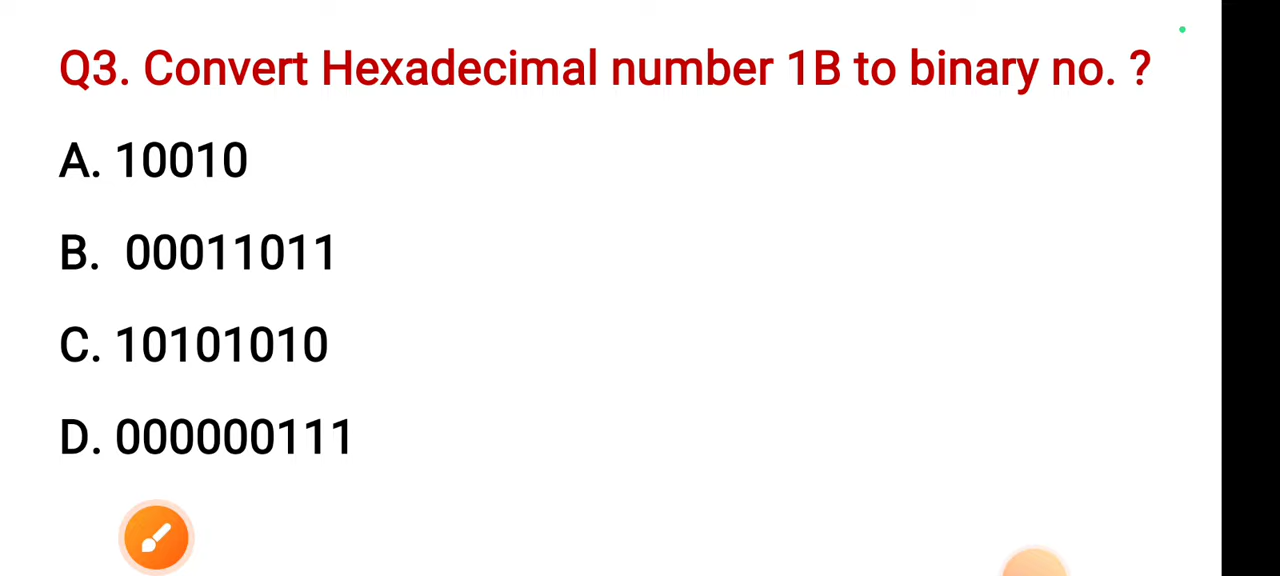 Q3. Convert Hexadecimal number 1B to binary no. ?
A. 10010
B. 00011011
C. 10101010
D. 000000111